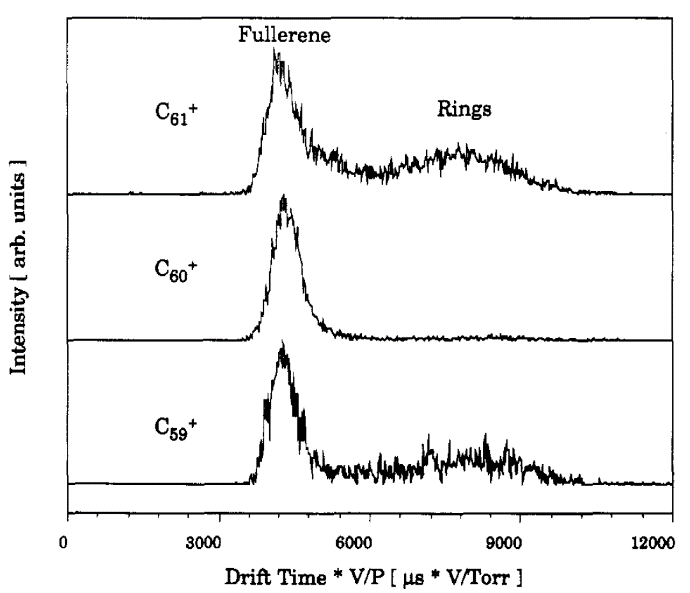 Fullerene
C₆₁⁺
Rings
C₆₀⁺
C₅₉⁺
Intensity [ arb. units ]
0 3000 6000 9000 12000
Drift Time * V/P [ μs * V/Torr ]